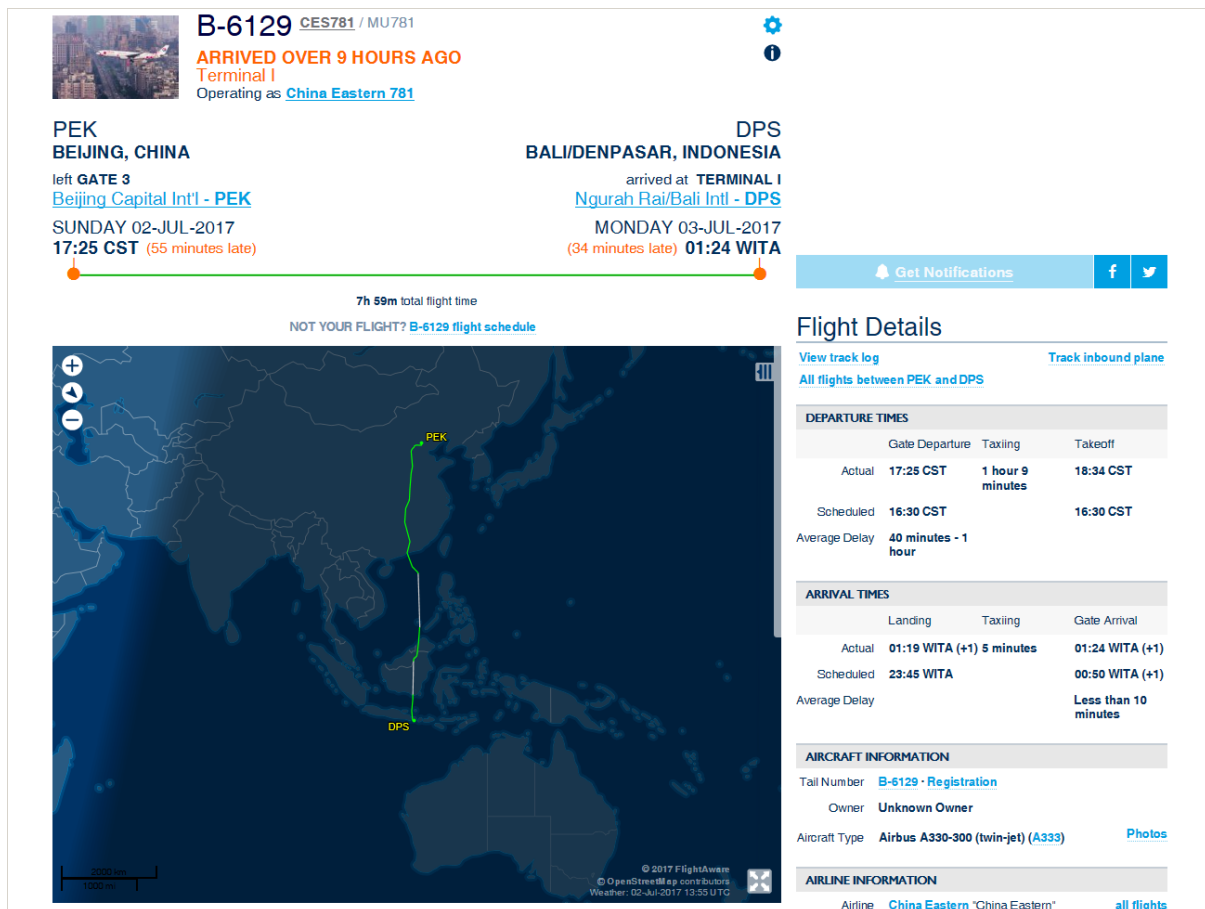 B-6129 CES781 / MU781
ARRIVED OVER 9 HOURS AGO
Terminal I
Operating as China Eastern 781
PEK
BEIJING, CHINA
left GATE 3
Beijing Capital Int'l - PEK
SUNDAY 02-JUL-2017
17:25 CST (55 minutes late)
DPS
BALI/DENPASAR, INDONESIA
arrived at TERMINAL I
Ngurah Rai/Bali Intl - DPS
MONDAY 03-JUL-2017
(34 minutes late) 01:24 WITA
7h 59m total flight time
NOT YOUR FLIGHT? B-6129 flight schedule
PEK
DPS
2000 km
1000 mi
© 2017 FlightAware
© OpenStreetMap contributors
Weather: 02-Jul-2017 13:55 UTC
Get Notifications
Flight Details
View track log Track inbound plane
All flights between PEK and DPS
DEPARTURE TIMES
Gate Departure Taxiing Takeoff
Actual 17:25 CST 1 hour 9 minutes 18:34 CST
Scheduled 16:30 CST 16:30 CST
Average Delay 40 minutes - 1 hour
ARRIVAL TIMES
Landing Taxiing Gate Arrival
Actual 01:19 WITA (+1) 5 minutes 01:24 WITA (+1)
Scheduled 23:45 WITA 00:50 WITA (+1)
Average Delay Less than 10 minutes
AIRCRAFT INFORMATION
Tail Number B-6129 · Registration
Owner Unknown Owner
Aircraft Type Airbus A330-300 (twin-jet) (A333) Photos
AIRLINE INFORMATION
Airline China Eastern "China Eastern" all flights